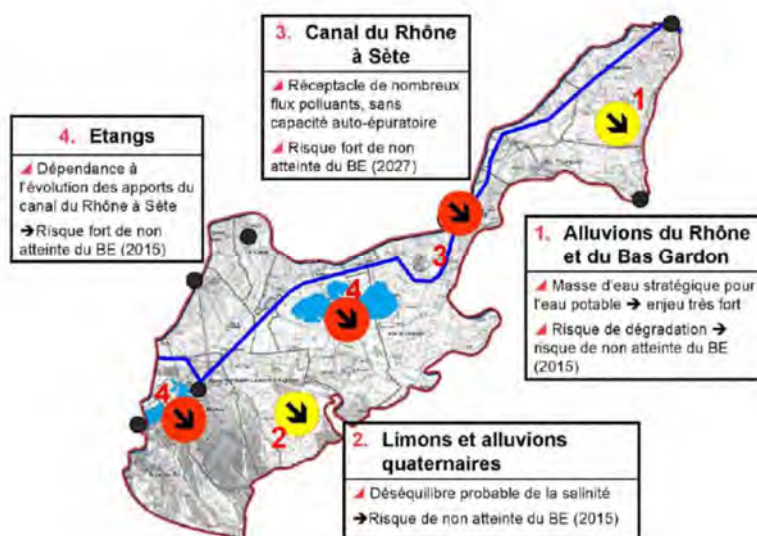 3. Canal du Rhône
à Sète
Réceptacle de nombreux
flux polluants, sans
capacité auto-épuratoire
Risque fort de non
atteinte du BE (2027)
4. Etangs
Dépendance à
l'évolution des apports du
canal du Rhône à Sète
➔Risque fort de non
atteinte du BE (2015)
1
3
4
4
2
1. Alluvions du Rhône
et du Bas Gardon
Masse d'eau stratégique pour
l'eau potable ➔ enjeu très fort
Risque de dégradation ➔
risque de non atteinte du BE
(2015)
2. Limons et alluvions
quaternaires
Déséquilibre probable de la salinité
➔Risque de non atteinte du BE (2015)